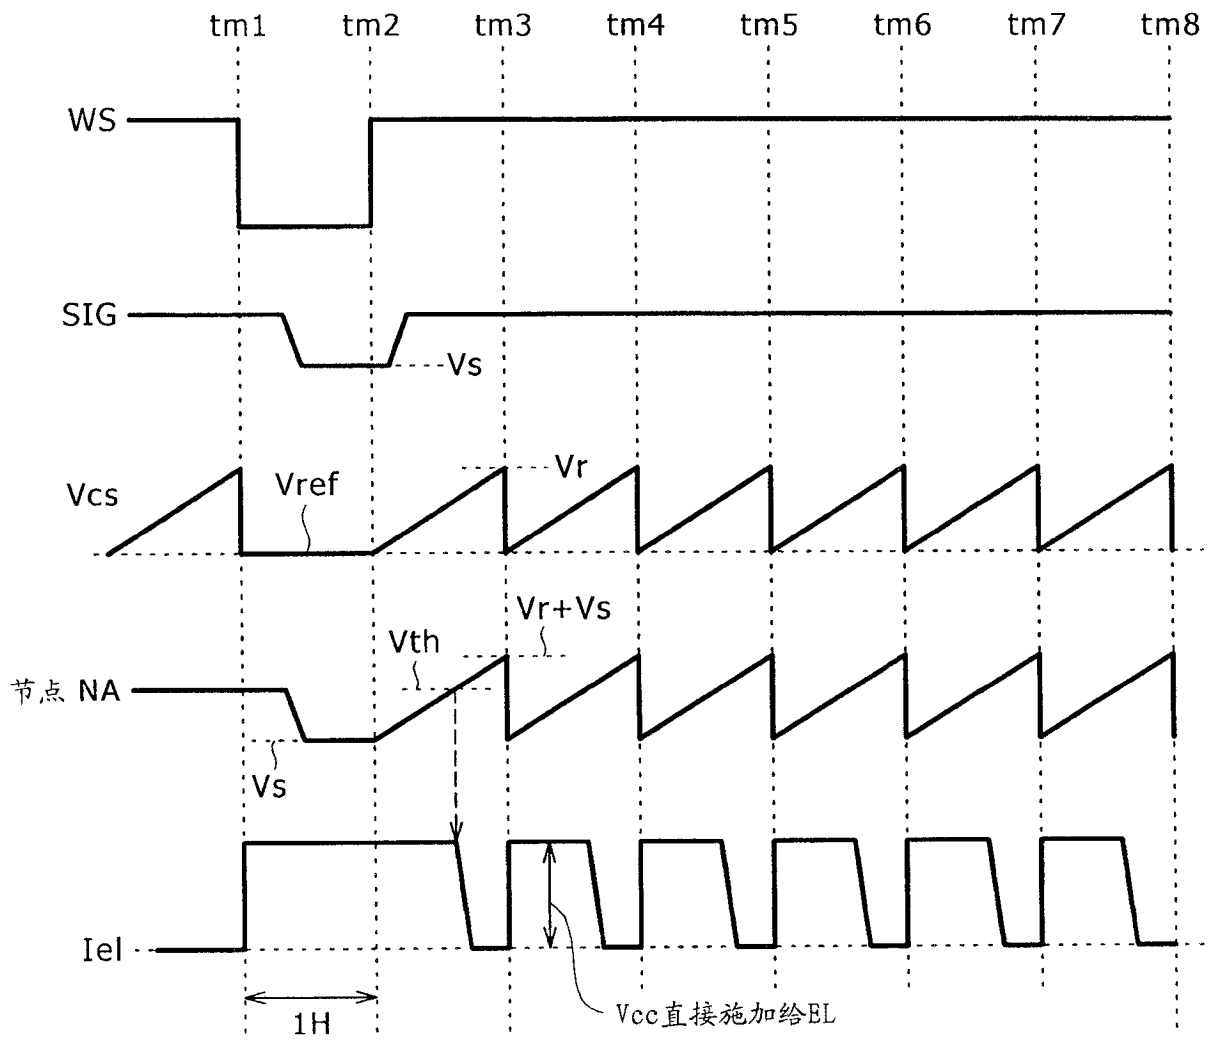 tm1 tm2 tm3 tm4 tm5 tm6 tm7 tm8
WS
SIG
Vs
Vcs
Vref
Vr
Vr+Vs
Vth
节点 NA
Vs
Iel
1H
Vcc直接施加给EL